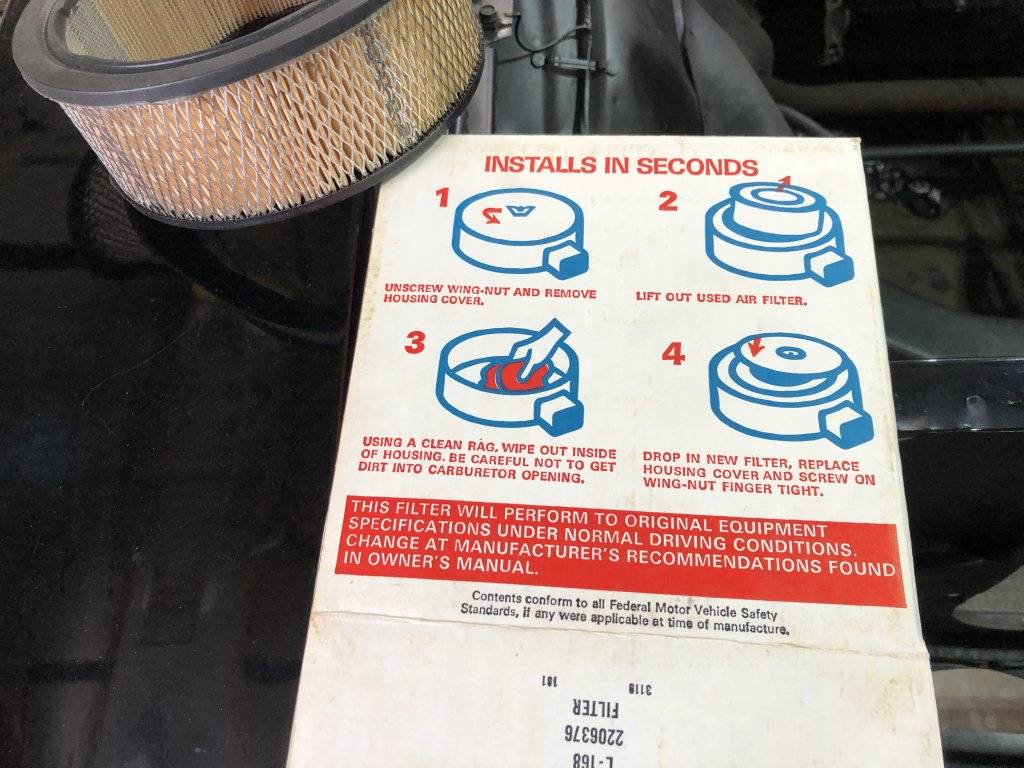 INSTALLS IN SECONDS
1
UNSCREW WING-NUT AND REMOVE
HOUSING COVER.
2
LIFT OUT USED AIR FILTER.
3
USING A CLEAN RAG, WIPE OUT INSIDE
OF HOUSING. BE CAREFUL NOT TO GET
DIRT INTO CARBURETOR OPENING.
4
DROP IN NEW FILTER, REPLACE
HOUSING COVER AND SCREW ON
WING-NUT FINGER TIGHT.
THIS FILTER WILL PERFORM TO ORIGINAL EQUIPMENT
SPECIFICATIONS UNDER NORMAL DRIVING CONDITIONS.
CHANGE AT MANUFACTURER'S RECOMMENDATIONS FOUND
IN OWNER'S MANUAL.
Contents conform to all Federal Motor Vehicle Safety
Standards, if any were applicable at time of manufacture.
L-168
2206376
FILTER
3119 181